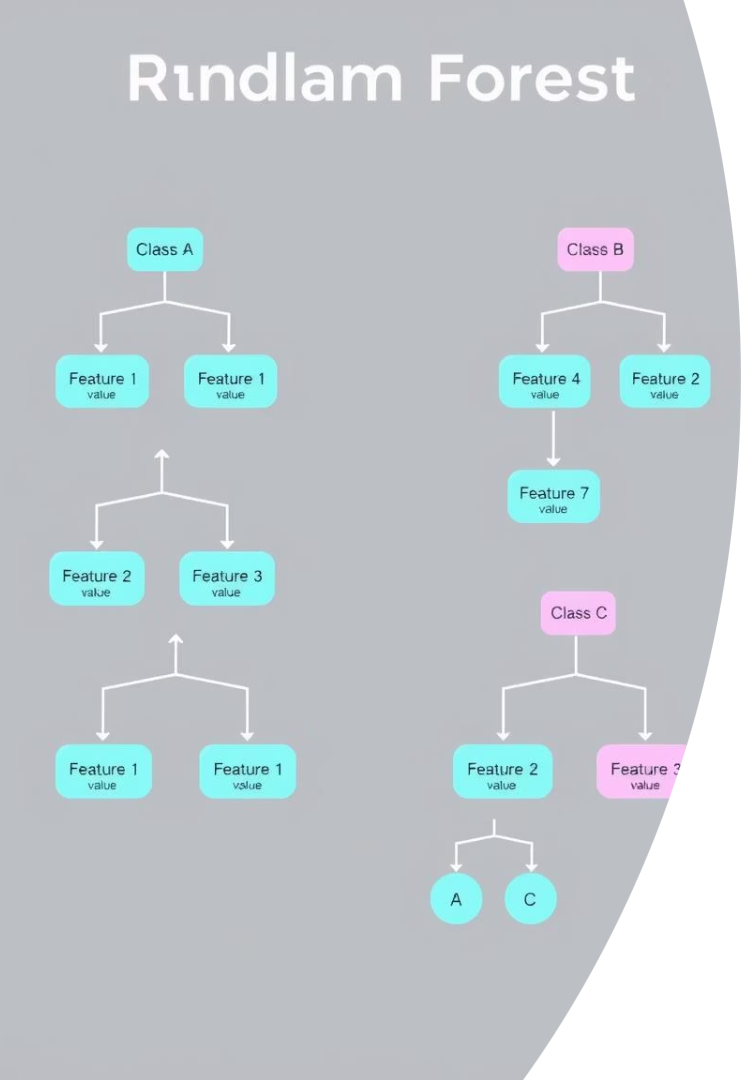 Rındlam Forest
Class A
Feature 1
value
Feature 1
value
Feature 2
value
Feature 3
value
Feature 1
value
Feature 1
value
Class B
Feature 4
value
Feature 2
value
Feature 7
value
Class C
Feature 2
value
Feature 3
value
A
C